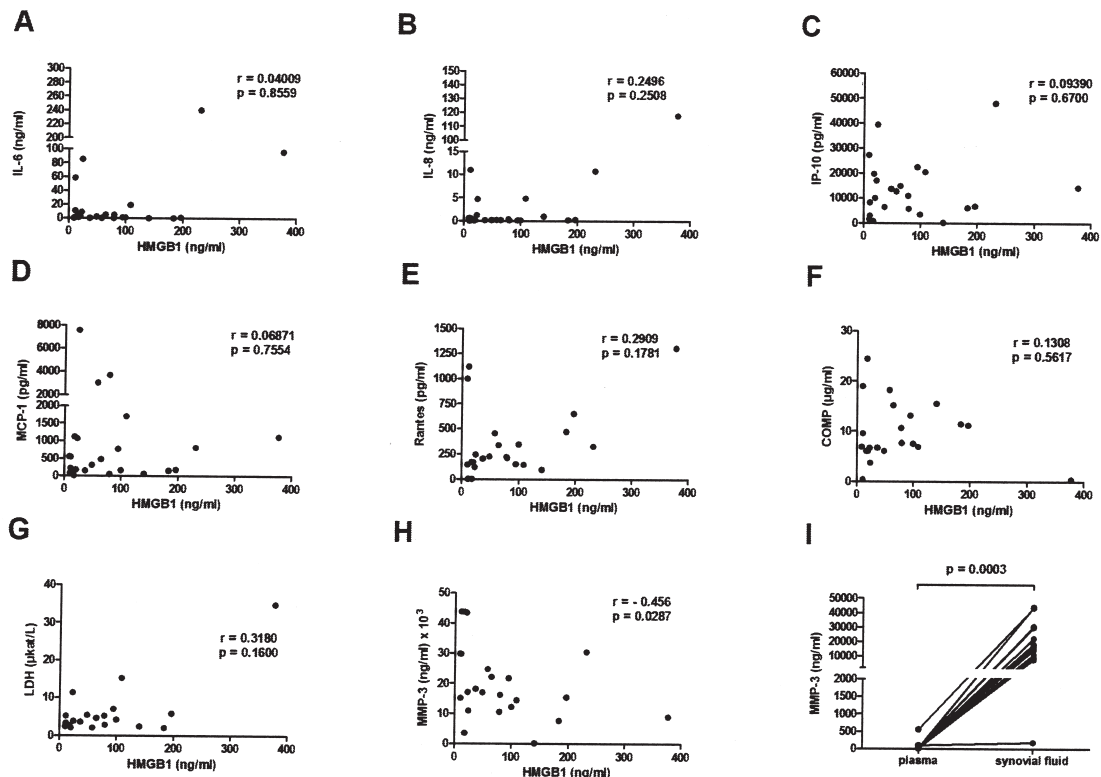 A
300
280
260
240
220
200
100
80
60
40
20
0
IL-6 (ng/ml)
r = 0.04009
p = 0.8559
0 100 200 300 400
HMGB1 (ng/ml)
B
150
140
130
120
110
100
15
10
5
0
IL-8 (ng/ml)
r = 0.2496
p = 0.2508
0 100 200 300 400
HMGB1 (ng/ml)
C
60000
50000
40000
30000
20000
10000
0
IP-10 (pg/ml)
r = 0.09390
p = 0.6700
0 100 200 300 400
HMGB1 (ng/ml)
D
8000
6000
4000
2000
2000
1500
1000
500
0
MCP-1 (pg/ml)
r = 0.06871
p = 0.7554
0 100 200 300 400
HMGB1 (ng/ml)
E
1500
1250
1000
750
500
250
0
Rantes (pg/ml)
r = 0.2909
p = 0.1781
0 100 200 300 400
HMGB1 (ng/ml)
F
30
20
10
0
COMP (µg/ml)
r = 0.1308
p = 0.5617
0 100 200 300 400
HMGB1 (ng/ml)
G
40
30
20
10
0
LDH (µkat/L)
r = 0.3180
p = 0.1600
0 100 200 300 400
HMGB1 (ng/ml)
H
50
40
30
20
10
0
MMP-3 (ng/ml) x 10³
r = - 0.456
p = 0.0287
0 100 200 300 400
HMGB1 (ng/ml)
I
p = 0.0003
50000
40000
30000
20000
10000
2000
1500
1000
500
0
MMP-3 (ng/ml)
plasma synovial fluid